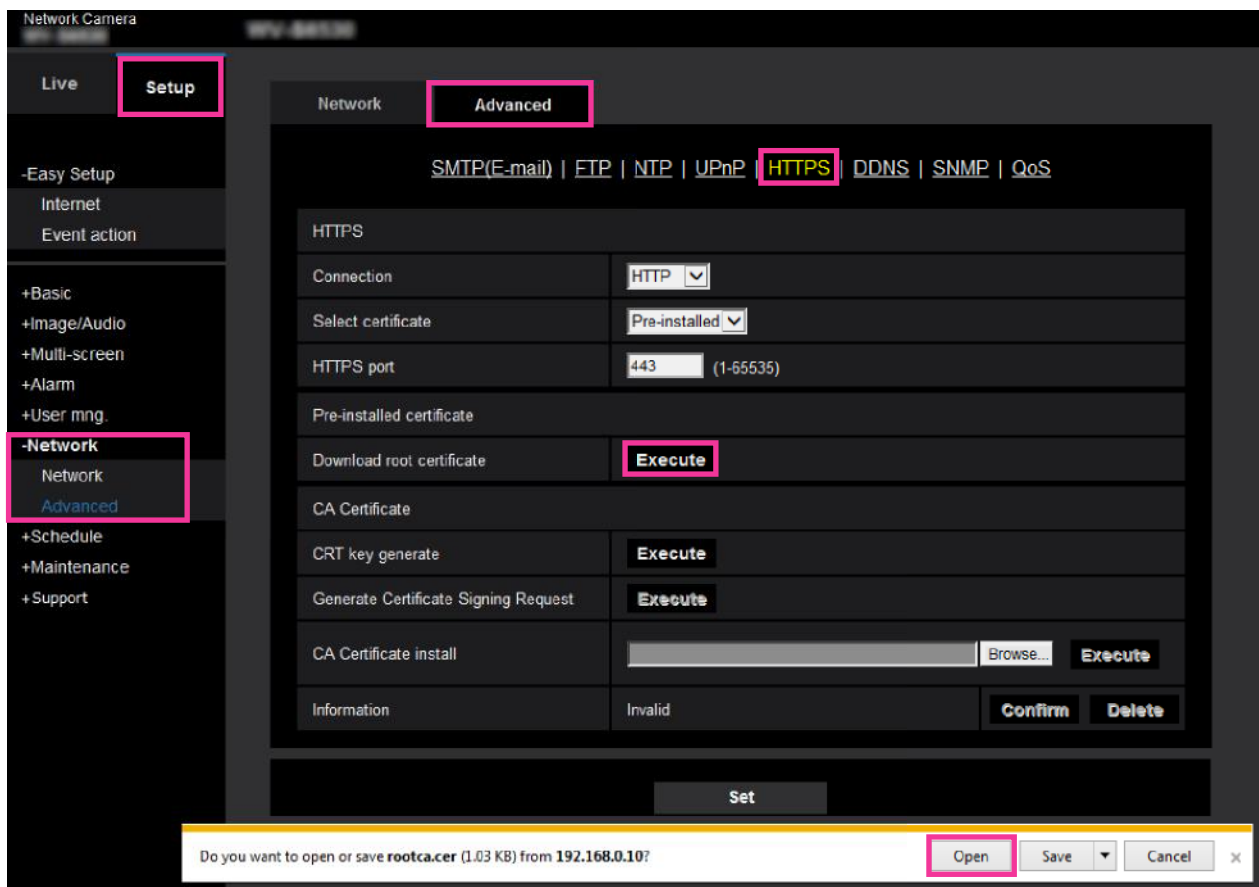 Network Camera
Live
Setup
-Easy Setup
Internet
Event action
+Basic
+Image/Audio
+Multi-screen
+Alarm
+User mng.
-Network
Network
Advanced
+Schedule
+Maintenance
+Support
Network
Advanced
SMTP(E-mail) | FTP | NTP | UPnP | HTTPS | DDNS | SNMP | QoS
HTTPS
Connection HTTP
Select certificate Pre-installed
HTTPS port 443 (1-65535)
Pre-installed certificate
Download root certificate Execute
CA Certificate
CRT key generate Execute
Generate Certificate Signing Request Execute
CA Certificate install Browse... Execute
Information Invalid Confirm Delete
Set
Do you want to open or save rootca.cer (1.03 KB) from 192.168.0.10? Open Save Cancel